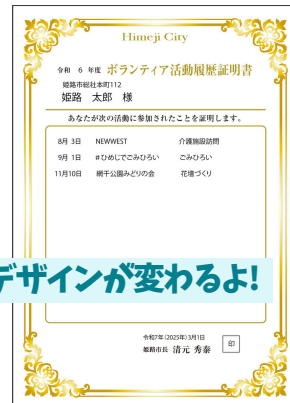 Himeji City
令和 6 年度 ボランティア活動履歴証明書
姫路市総社本町112
姫路 太郎 様
あなたが次の活動に参加されたことを証明します。
8月 3日 NEWWEST 介護施設訪問
9月 1日 #ひめじでごみひろい ごみひろい
11月10日 網干公園みどりの会 花壇づくり
デザインが変わるよ!
令和7年(2025年)3月1日
姫路市長 清元 秀泰 印